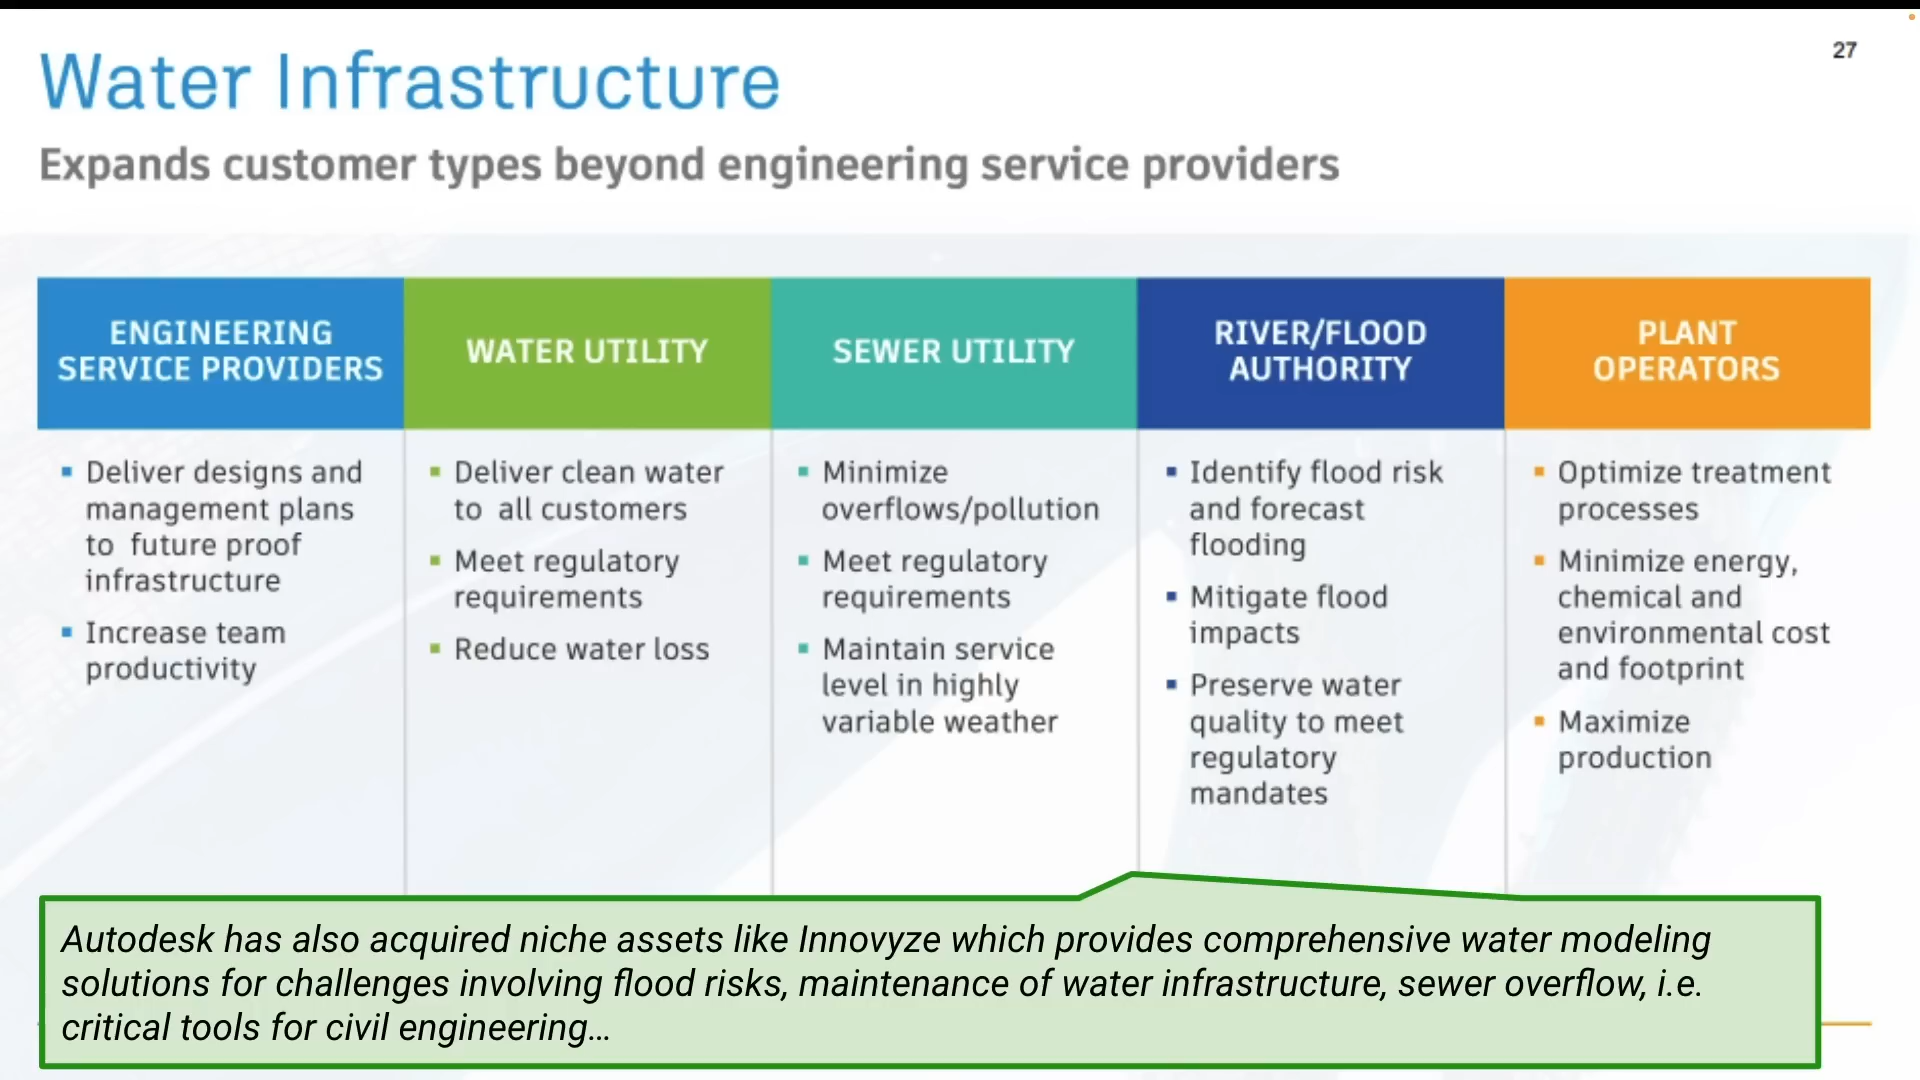 27
Water Infrastructure
Expands customer types beyond engineering service providers
ENGINEERING
SERVICE PROVIDERS
Deliver designs and
management plans
to future proof
infrastructure
Increase team
productivity
WATER UTILITY
Deliver clean water
to all customers
Meet regulatory
requirements
Reduce water loss
SEWER UTILITY
Minimize
overflows/pollution
Meet regulatory
requirements
Maintain service
level in highly
variable weather
RIVER/FLOOD
AUTHORITY
Identify flood risk
and forecast
flooding
Mitigate flood
impacts
Preserve water
quality to meet
regulatory
mandates
PLANT
OPERATORS
Optimize treatment
processes
Minimize energy,
chemical and
environmental cost
and footprint
Maximize
production
Autodesk has also acquired niche assets like Innovyze which provides comprehensive water modeling
solutions for challenges involving flood risks, maintenance of water infrastructure, sewer overflow, i.e.
critical tools for civil engineering…